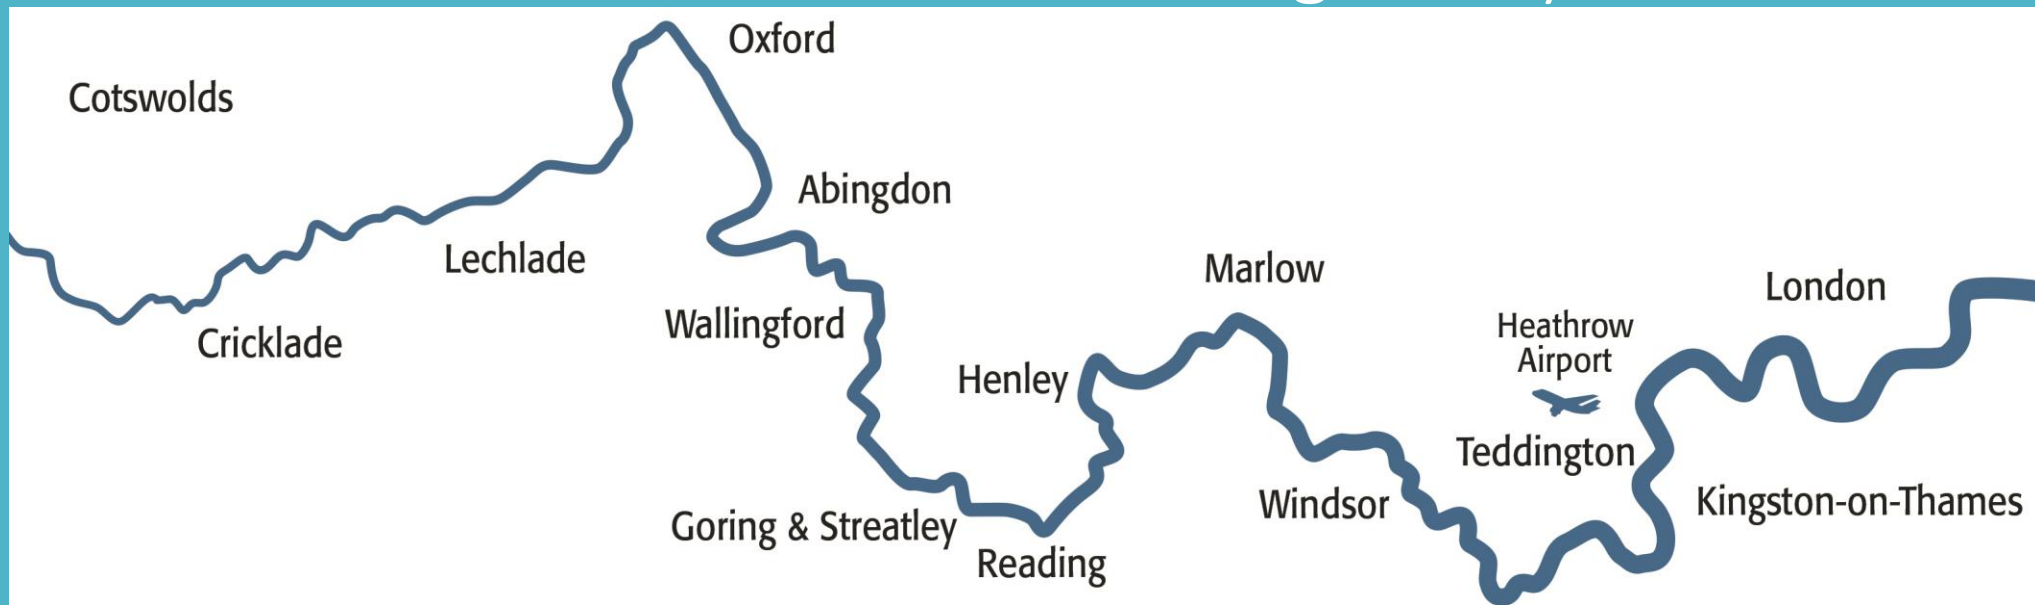 Oxford
Cotswolds
Abingdon
Lechlade
Marlow
London
Wallingford
Heathrow
Airport
Cricklade
Henley
Teddington
Windsor
Kingston-on-Thames
Goring & Streatley
Reading